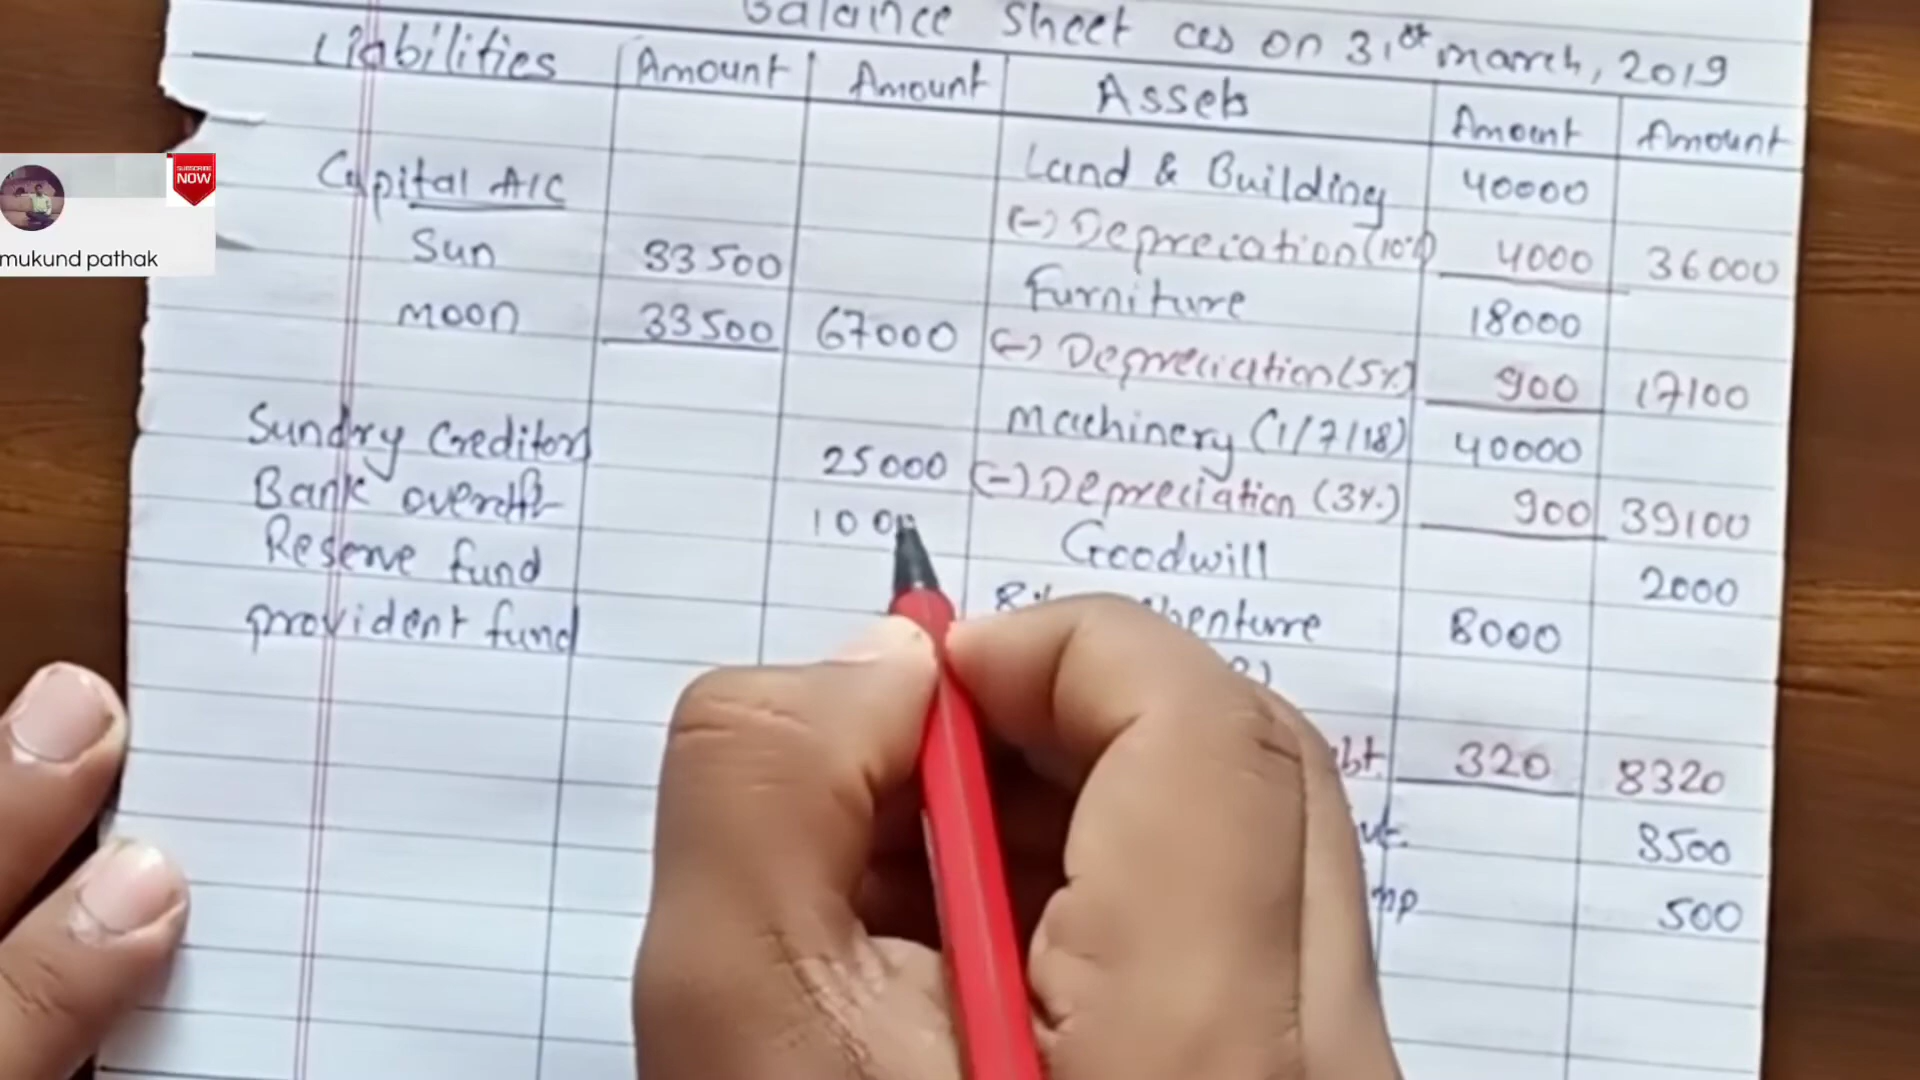 Balance Sheet as on 31st march, 2019
Liabilities Amount Amount Assets Amount Amount
Capital A/C Land & Building 40000
(-) Depreciation (10%) 4000 36000
Sun 33500 Furniture 18000
moon 33500 67000 (-) Depreciation (5%) 900 17100
Machinery (1/7/18) 40000
Sundry Creditors 25000 (-) Depreciation (3%) 900 39100
Bank overdft 100
Reserve fund Goodwill 2000
provident fund 8% 8000
320 8320
8500
500
SUBSCRIBE
NOW
mukund pathak